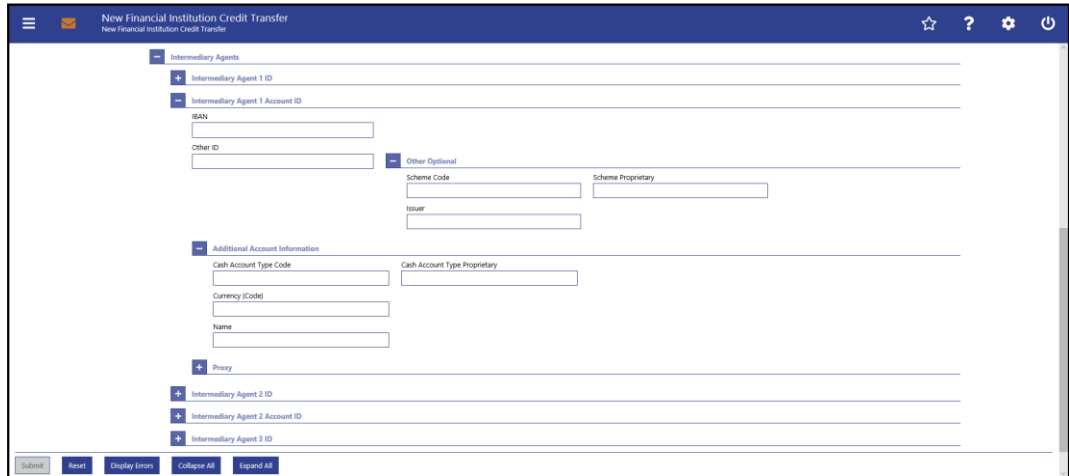 New Financial Institution Credit Transfer
New Financial Institution Credit Transfer
Intermediary Agents
Intermediary Agent 1 ID
Intermediary Agent 1 Account ID
IBAN
Other ID
Other Optional
Scheme Code Scheme Proprietary
Issuer
Additional Account Information
Cash Account Type Code Cash Account Type Proprietary
Currency (Code)
Name
Proxy
Intermediary Agent 2 ID
Intermediary Agent 2 Account ID
Intermediary Agent 3 ID
Submit Reset Display Errors Collapse All Expand All